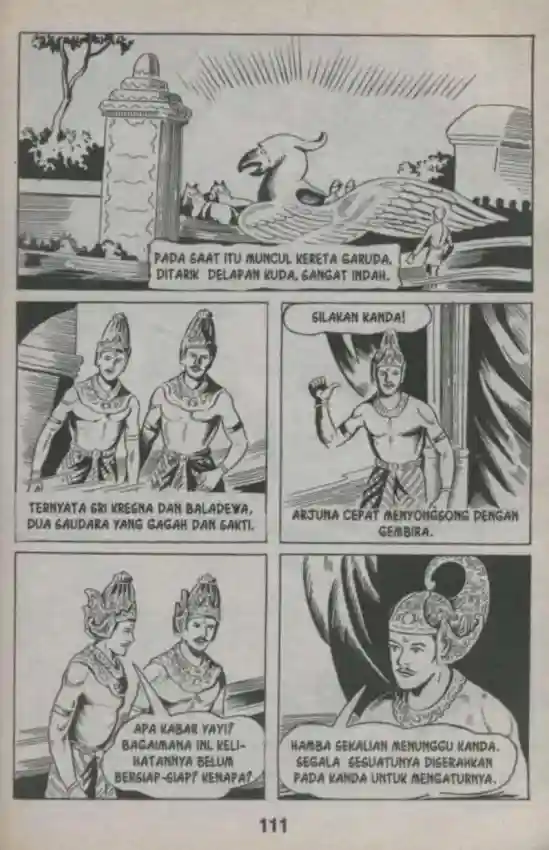 PADA SAAT ITU MUNCUL KERETA GARUDA,
DITARIK DELAPAN KUDA, SANGAT INDAH.
TERNYATA SRI KRESNA DAN BALADEWA,
DUA SAUDARA YANG GAGAH DAN SAKTI.
SILAKAN KANDA!
ARJUNA CEPAT MENYONGSONG DENGAN
GEMBIRA.
APA KABAR YAYI?
BAGAIMANA INI, KELI-
HATANNYA BELUM
BERSIAP-SIAP? KENAPA?
HAMBA SEKALIAN MENUNGGU KANDA.
SEGALA SESUATUNYA DISERAHKAN
PADA KANDA UNTUK MENGATURNYA.
111